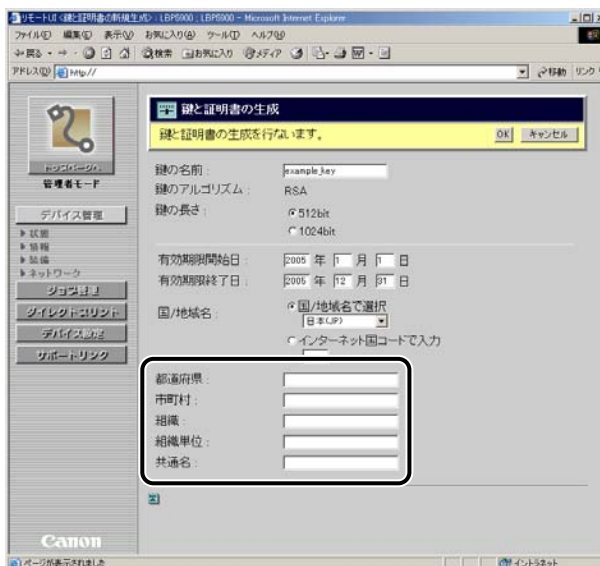 リモートUI <鍵と証明書の新規生成> : LBP5900 ; LBP5900 - Microsoft Internet Explorer
ファイル(F) 編集(E) 表示(V) お気に入り(A) ツール(T) ヘルプ(H)
戻る 検索 お気に入り メディア
アドレス(D) http:// 移動 リンク
鍵と証明書の生成
鍵と証明書の生成を行ないます。 OK キャンセル
トップページへ
管理者モード
デバイス管理
状態
情報
装備
ネットワーク
ジョブ管理
ダイレクトプリント
デバイス設定
サポートリンク
鍵の名前 : example_key
鍵のアルゴリズム : RSA
鍵の長さ : 512bit
1024bit
有効期限開始日 : 2005 年 1 月 1 日
有効期限終了日 : 2005 年 12 月 31 日
国/地域名 : 国/地域名で選択
日本(JP)
インターネット国コードで入力
都道府県 :
市町村 :
組織 :
組織単位 :
共通名 :
Canon
ページが表示されました イントラネット